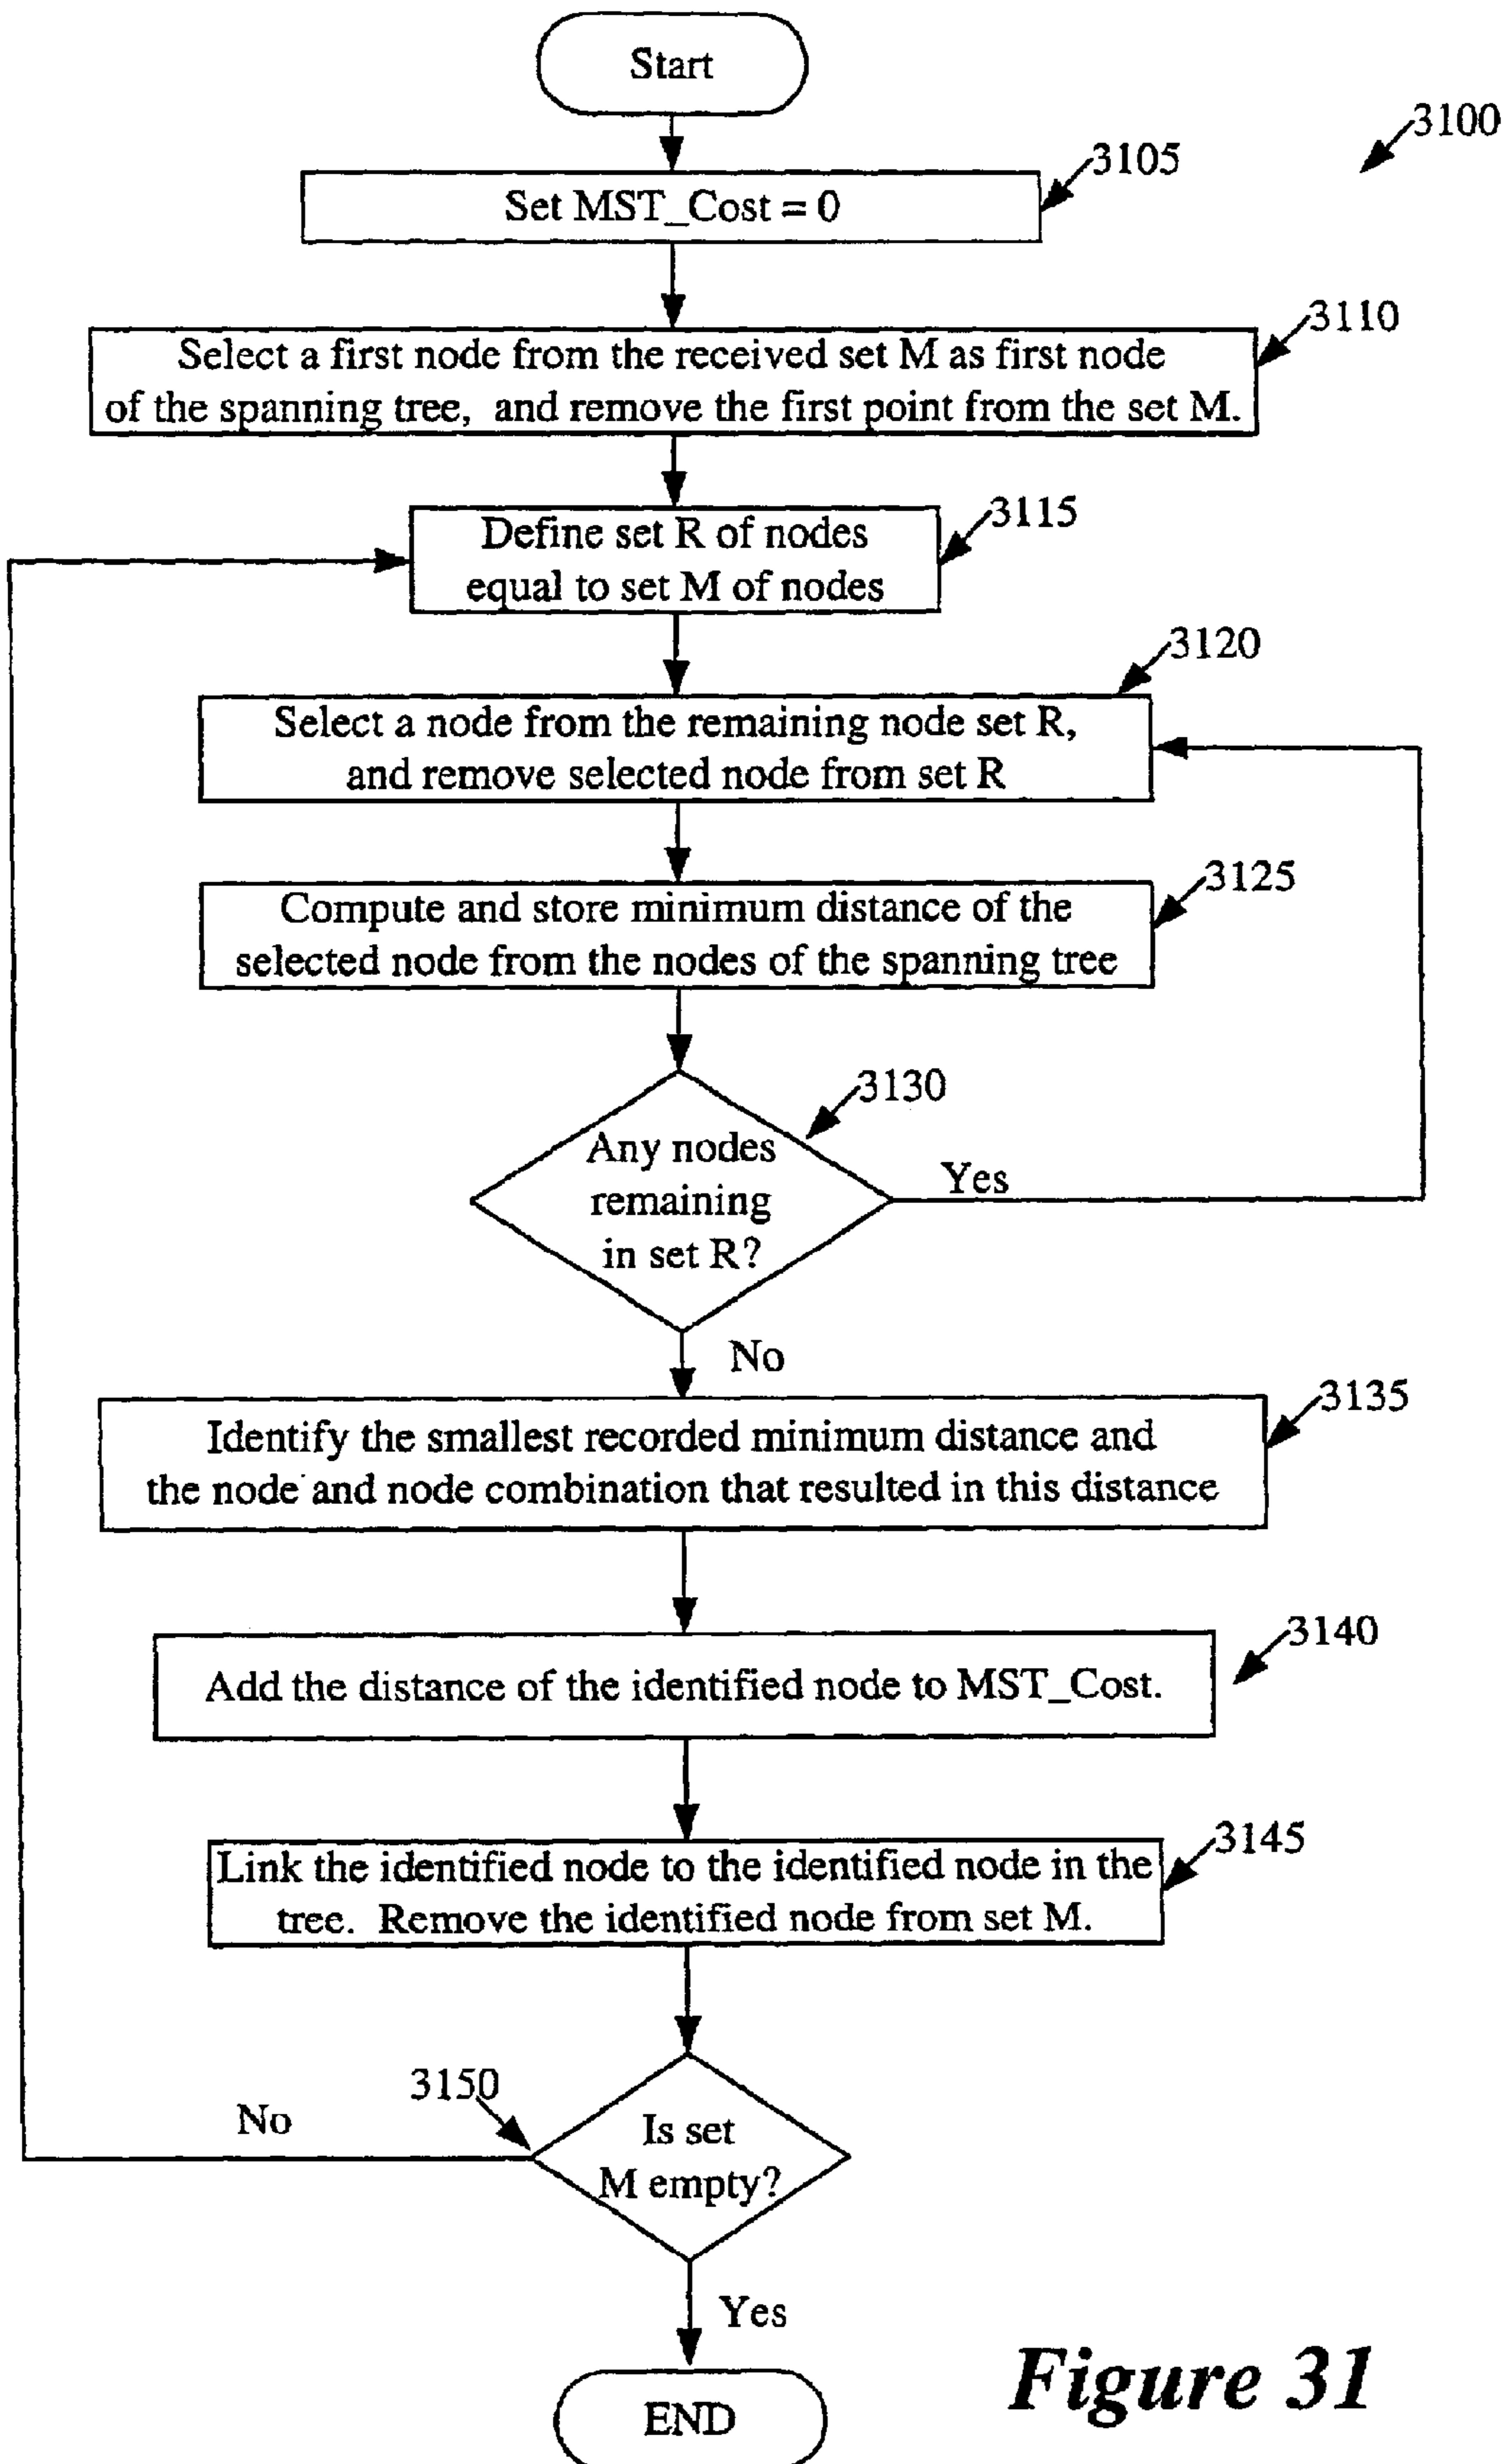 Start
3100
3105
Set MST_Cost = 0
3110
Select a first node from the received set M as first node
of the spanning tree, and remove the first point from the set M.
3115
Define set R of nodes
equal to set M of nodes
3120
Select a node from the remaining node set R,
and remove selected node from set R
3125
Compute and store minimum distance of the
selected node from the nodes of the spanning tree
3130
Any nodes
remaining
in set R?
Yes
No
3135
Identify the smallest recorded minimum distance and
the node and node combination that resulted in this distance
3140
Add the distance of the identified node to MST_Cost.
3145
Link the identified node to the identified node in the
tree. Remove the identified node from set M.
3150
No
Is set
M empty?
Yes
END
Figure 31